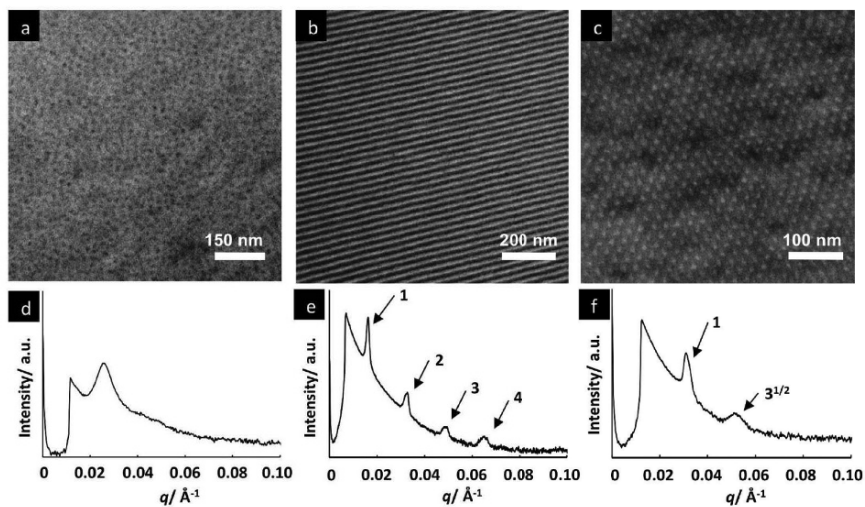 a
b
c
150 nm
200 nm
100 nm
d
e
f
Intensity/ a.u.
Intensity/ a.u.
Intensity/ a.u.
1
2
3
4
1
3^{1/2}
0 0.02 0.04 0.06 0.08 0.10
0 0.02 0.04 0.06 0.08 0.10
0 0.02 0.04 0.06 0.08 0.10
q/ Å⁻¹
q/ Å⁻¹
q/ Å⁻¹